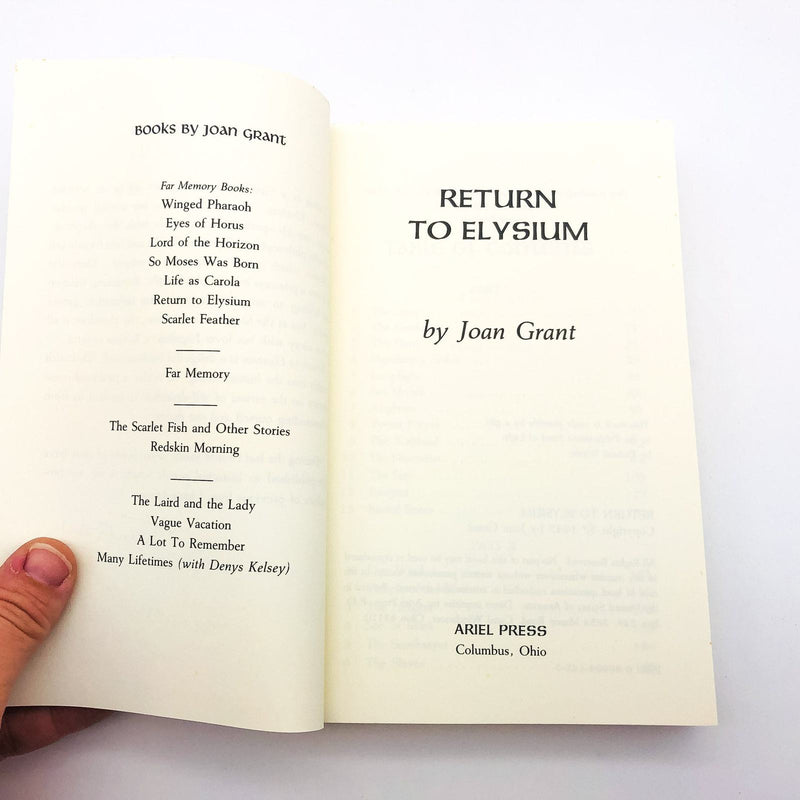 BOOKS BY JOAN GRANT
Far Memory Books:
Winged Pharaoh
Eyes of Horus
Lord of the Horizon
So Moses Was Born
Life as Carola
Return to Elysium
Scarlet Feather
Far Memory
The Scarlet Fish and Other Stories
Redskin Morning
The Laird and the Lady
Vague Vacation
A Lot To Remember
Many Lifetimes (with Denys Kelsey)
RETURN
TO ELYSIUM
by Joan Grant
ARIEL PRESS
Columbus, Ohio